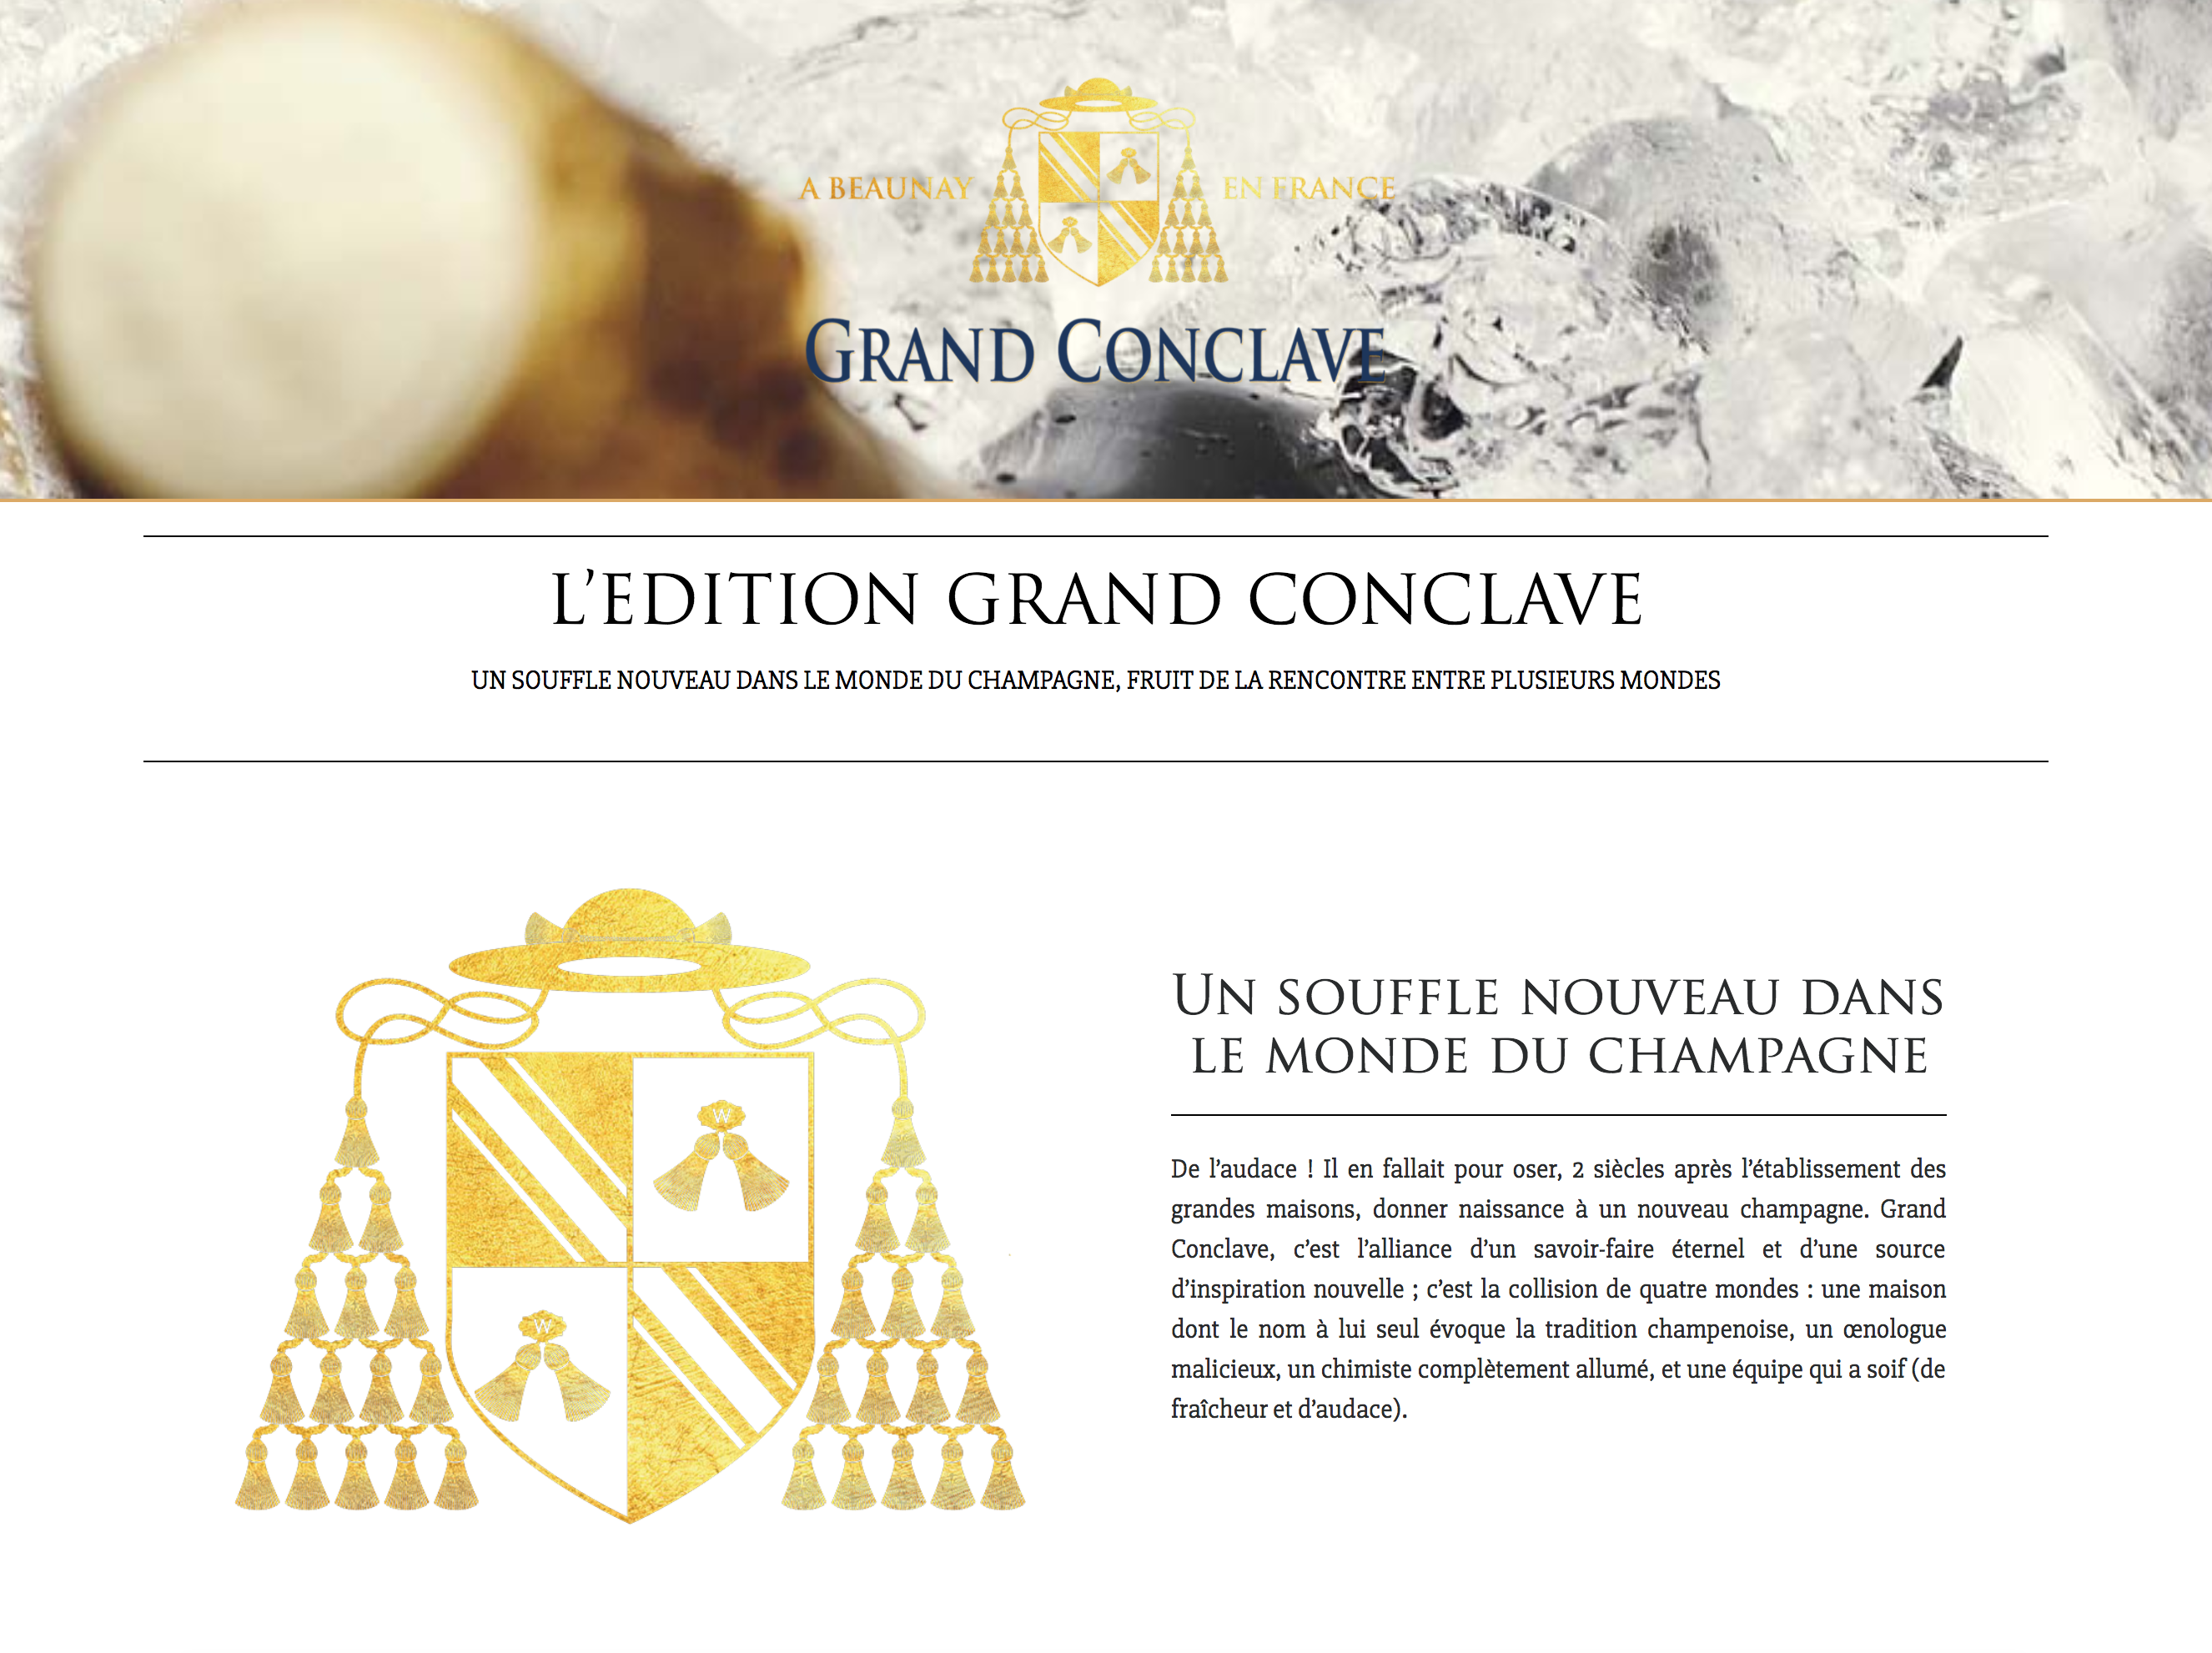 A BEAUNAY EN FRANCE
GRAND CONCLAVE
L’EDITION GRAND CONCLAVE
UN SOUFFLE NOUVEAU DANS LE MONDE DU CHAMPAGNE, FRUIT DE LA RENCONTRE ENTRE PLUSIEURS MONDES
W
W
UN SOUFFLE NOUVEAU DANS
LE MONDE DU CHAMPAGNE
De l’audace ! Il en fallait pour oser, 2 siècles après l’établissement des
grandes maisons, donner naissance à un nouveau champagne. Grand
Conclave, c’est l’alliance d’un savoir-faire éternel et d’une source
d’inspiration nouvelle ; c’est la collision de quatre mondes : une maison
dont le nom à lui seul évoque la tradition champenoise, un œnologue
malicieux, un chimiste complètement allumé, et une équipe qui a soif (de
fraîcheur et d’audace).